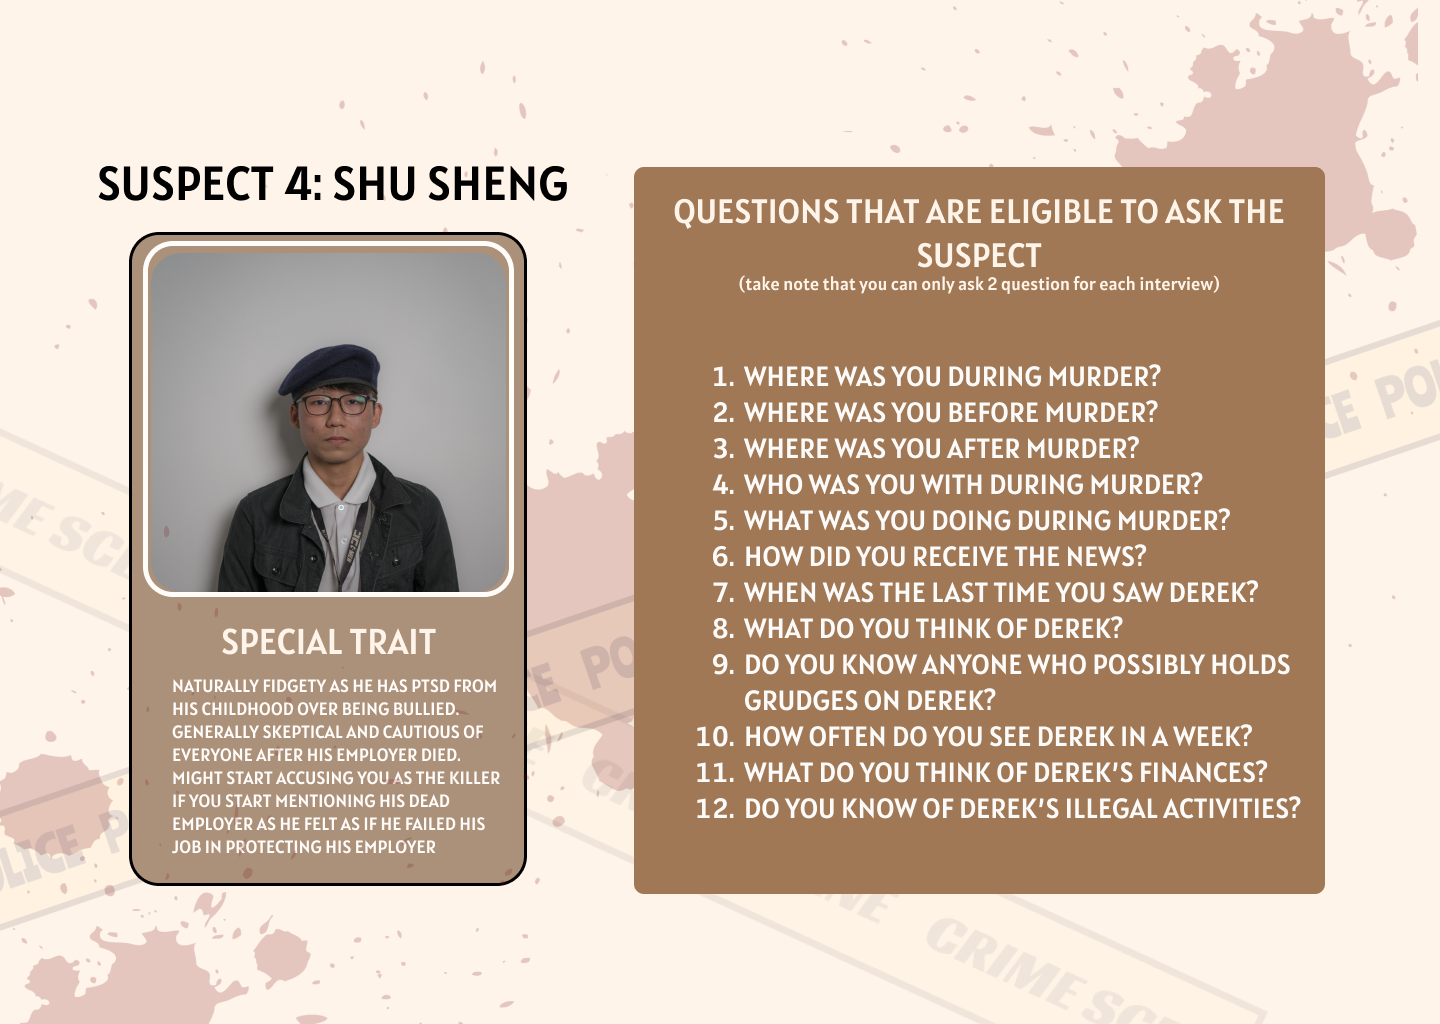 SUSPECT 4: SHU SHENG
SPECIAL TRAIT
NATURALLY FIDGETY AS HE HAS PTSD FROM
HIS CHILDHOOD OVER BEING BULLIED.
GENERALLY SKEPTICAL AND CAUTIOUS OF
EVERYONE AFTER HIS EMPLOYER DIED.
MIGHT START ACCUSING YOU AS THE KILLER
IF YOU START MENTIONING HIS DEAD
EMPLOYER AS HE FELT AS IF HE FAILED HIS
JOB IN PROTECTING HIS EMPLOYER
QUESTIONS THAT ARE ELIGIBLE TO ASK THE
SUSPECT
(take note that you can only ask 2 question for each interview)
1. WHERE WAS YOU DURING MURDER?
2. WHERE WAS YOU BEFORE MURDER?
3. WHERE WAS YOU AFTER MURDER?
4. WHO WAS YOU WITH DURING MURDER?
5. WHAT WAS YOU DOING DURING MURDER?
6. HOW DID YOU RECEIVE THE NEWS?
7. WHEN WAS THE LAST TIME YOU SAW DEREK?
8. WHAT DO YOU THINK OF DEREK?
9. DO YOU KNOW ANYONE WHO POSSIBLY HOLDS
GRUDGES ON DEREK?
10. HOW OFTEN DO YOU SEE DEREK IN A WEEK?
11. WHAT DO YOU THINK OF DEREK'S FINANCES?
12. DO YOU KNOW OF DEREK'S ILLEGAL ACTIVITIES?
CRIME SC